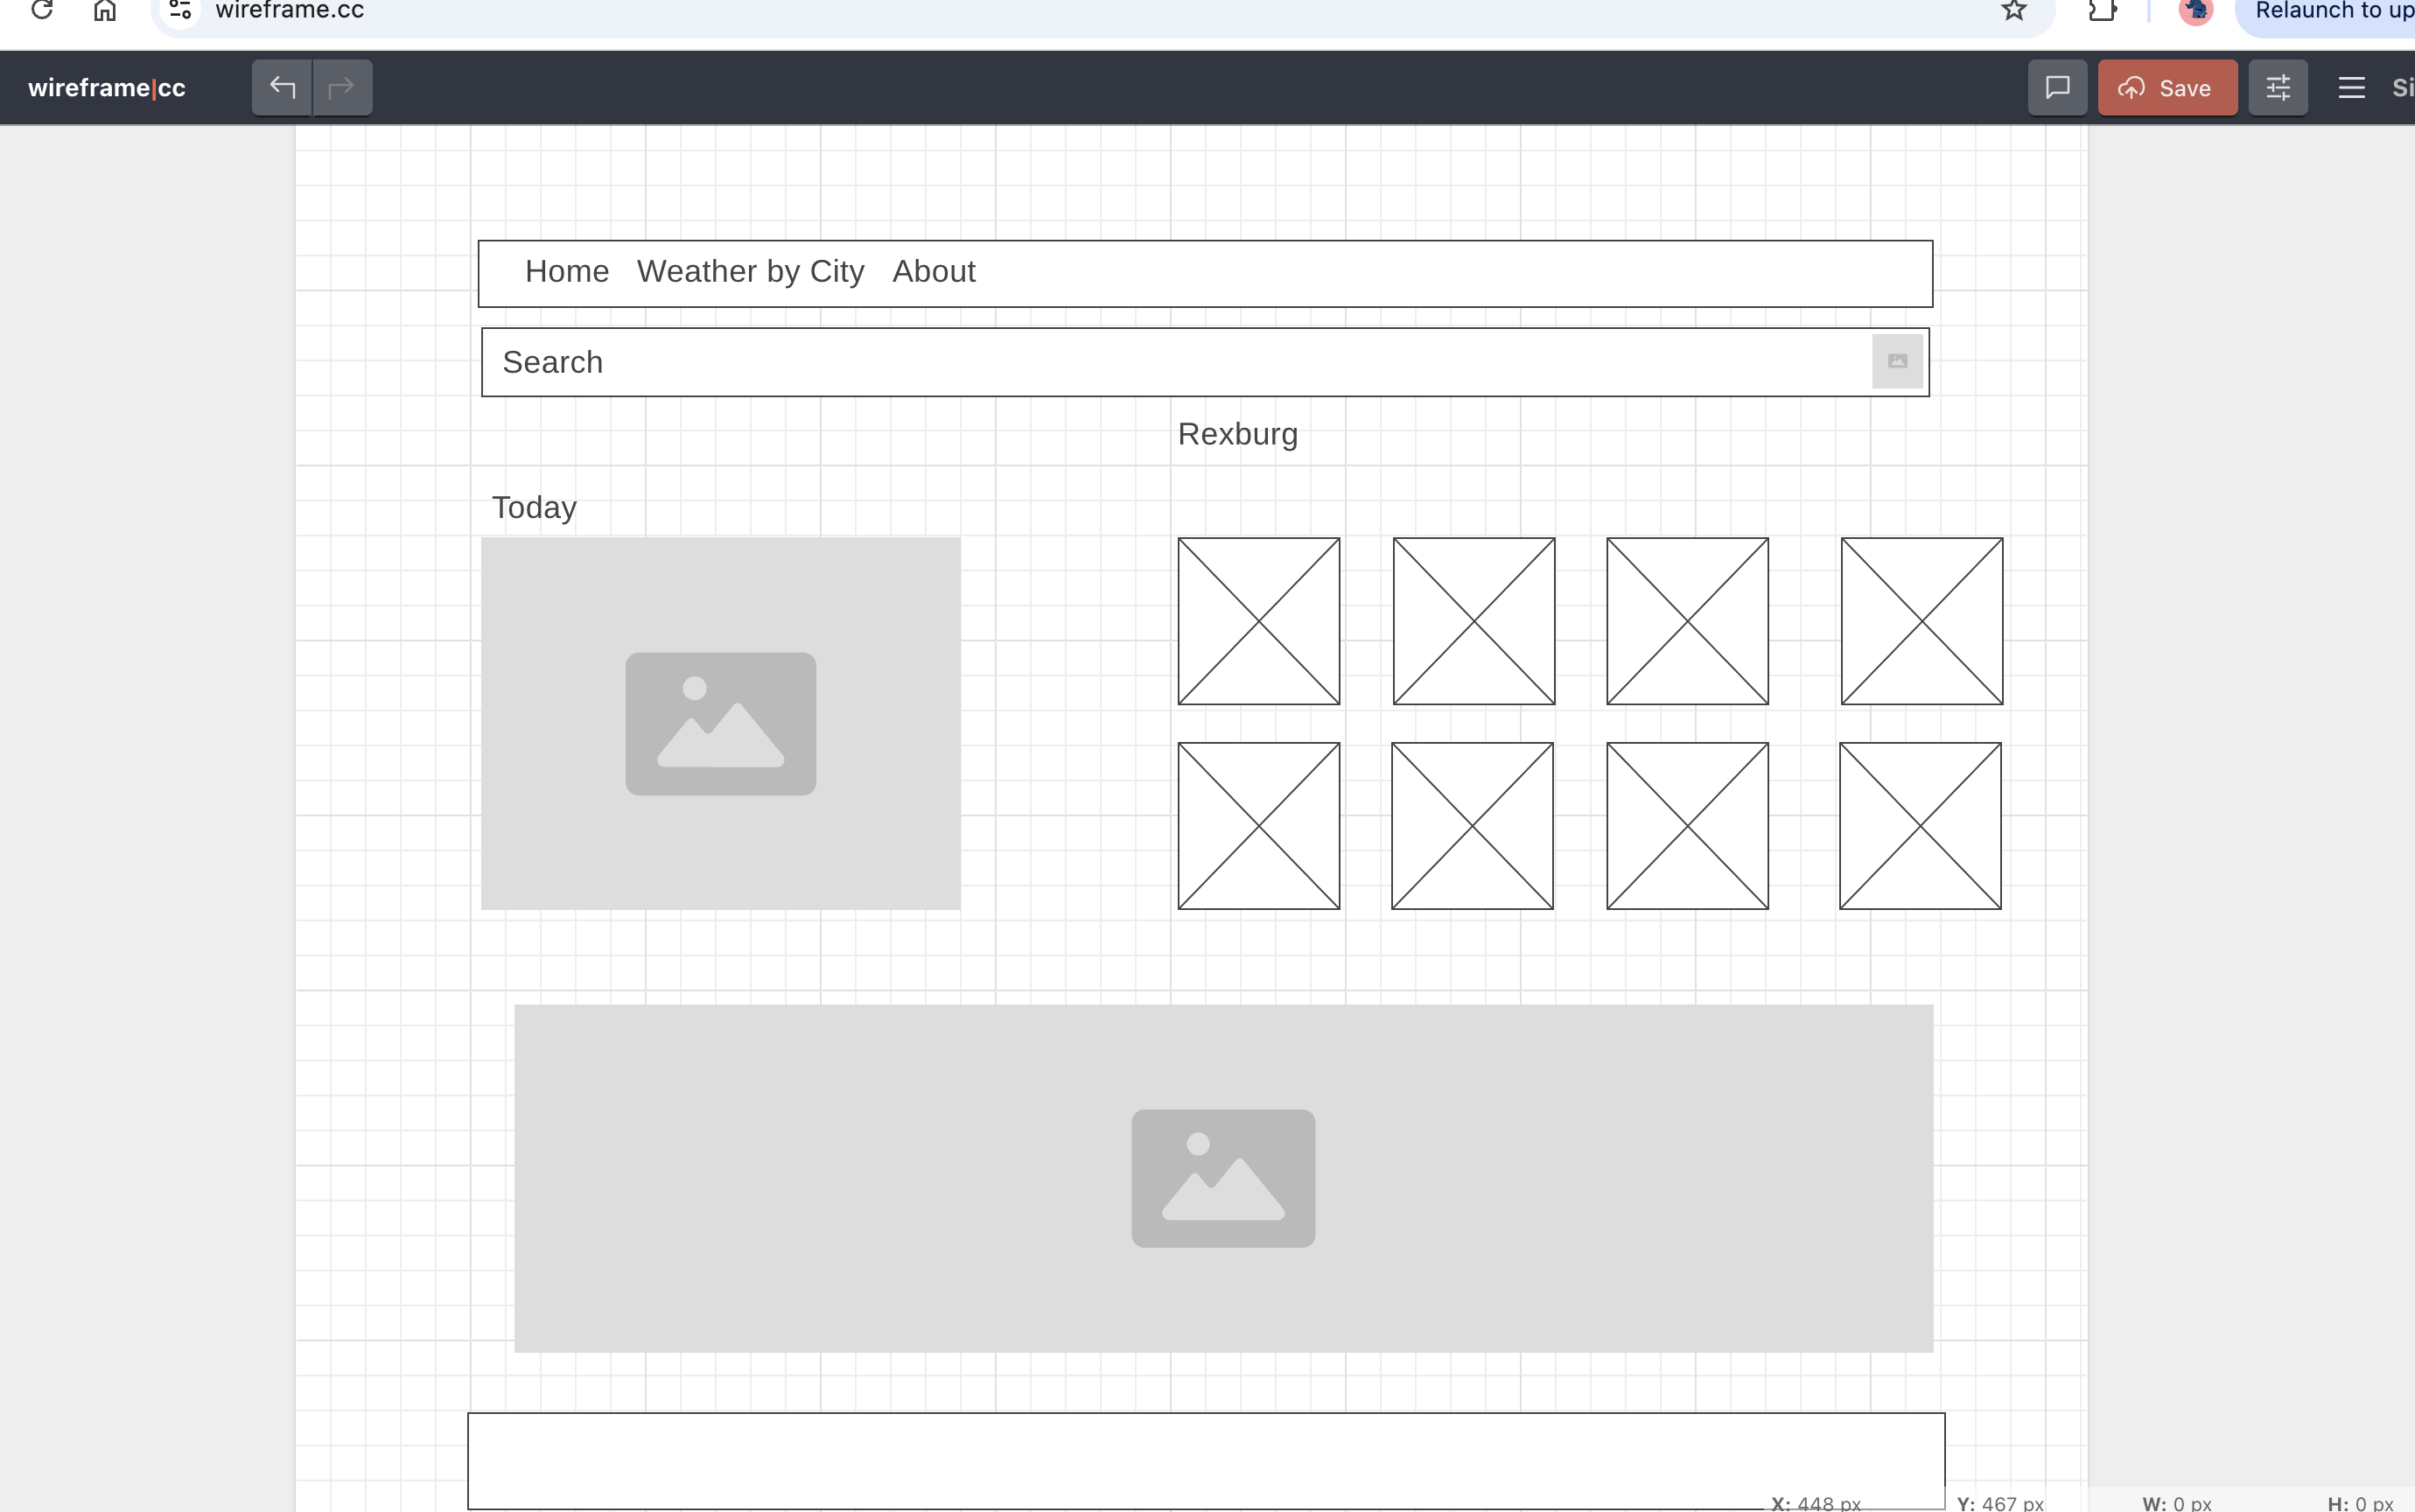 wireframe.cc
Relaunch to up
wireframe|cc
Save
Si
Home Weather by City About
Search
Rexburg
Today
X: 448 px Y: 467 px W: 0 px H: 0 px